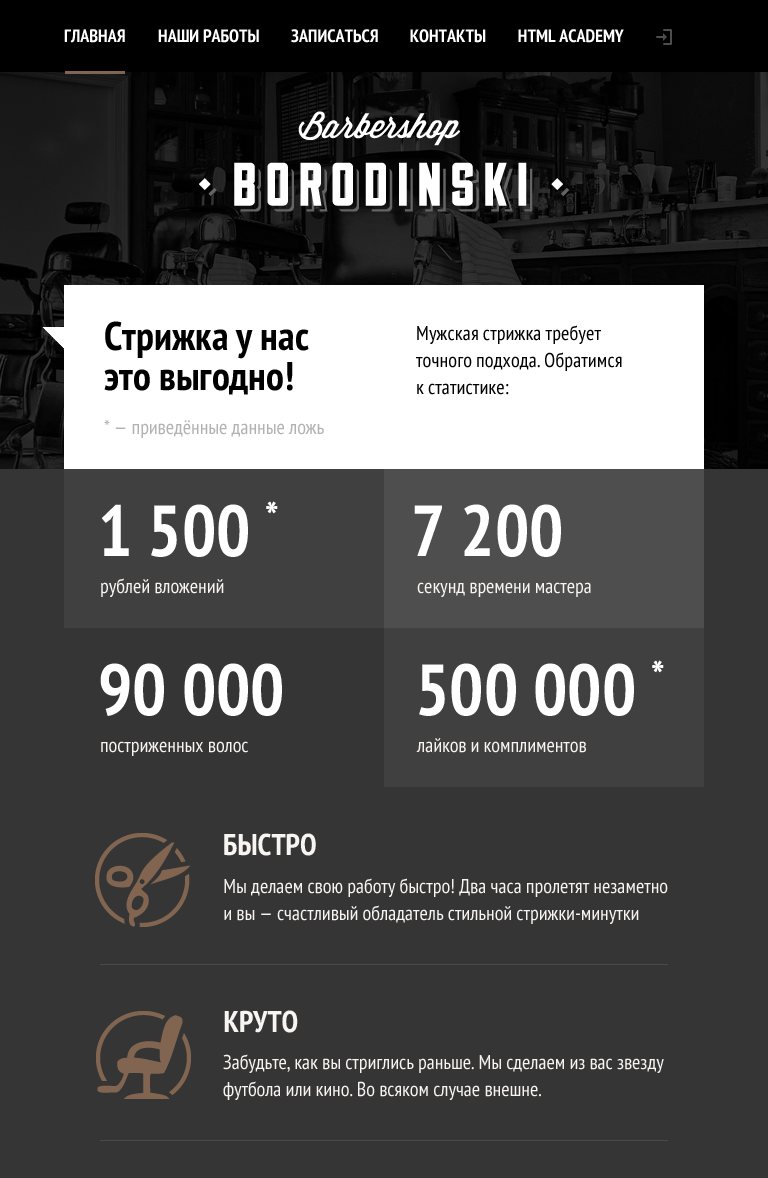 ГЛАВНАЯ НАШИ РАБОТЫ ЗАПИСАТЬСЯ КОНТАКТЫ HTML ACADEMY
Barbershop
BORODINSKI
Стрижка у нас
это выгодно!
* — приведённые данные ложь
Мужская стрижка требует
точного подхода. Обратимся
к статистике:
1 500 *
рублей вложений
7 200
секунд времени мастера
90 000
постриженных волос
500 000 *
лайков и комплиментов
БЫСТРО
Мы делаем свою работу быстро! Два часа пролетят незаметно
и вы — счастливый обладатель стильной стрижки-минутки
КРУТО
Забудьте, как вы стриглись раньше. Мы сделаем из вас звезду
футбола или кино. Во всяком случае внешне.